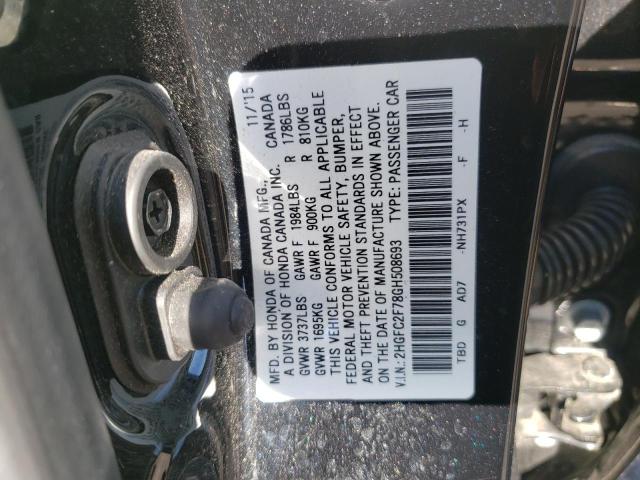 MFD. BY HONDA OF CANADA MFG., 11/'15
A DIVISION OF HONDA CANADA INC. CANADA
GVWR 3737LBS GAWR F 1984LBS R 1786LBS
GVWR 1695KG GAWR F 900KG R 810KG
THIS VEHICLE CONFORMS TO ALL APPLICABLE
FEDERAL MOTOR VEHICLE SAFETY, BUMPER,
AND THEFT PREVENTION STANDARDS IN EFFECT
ON THE DATE OF MANUFACTURE SHOWN ABOVE.
V.I.N.: 2HGFC2F78GH508693 TYPE: PASSENGER CAR
TBD G AD7 -NH731PX -F -H